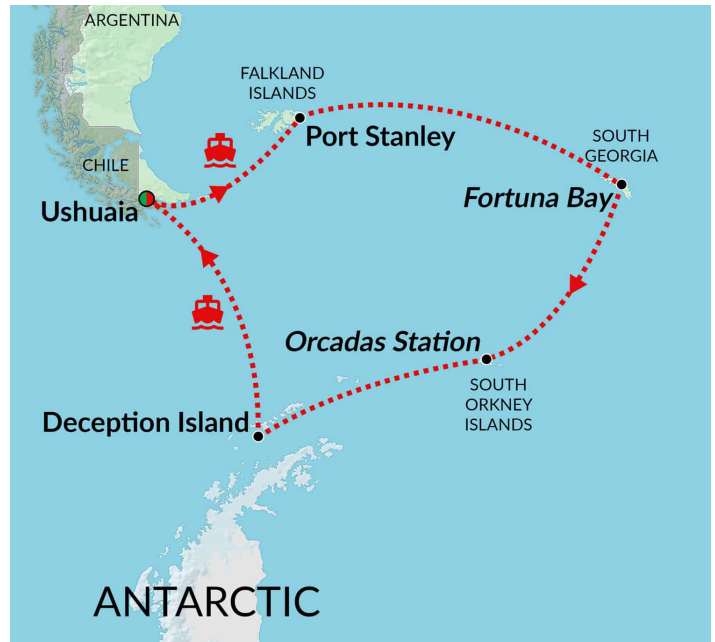 ARGENTINA
FALKLAND
ISLANDS
Port Stanley
SOUTH
GEORGIA
CHILE
Fortuna Bay
Ushuaia
Orcadas Station
SOUTH
ORKNEY
ISLANDS
Deception Island
ANTARCTIC